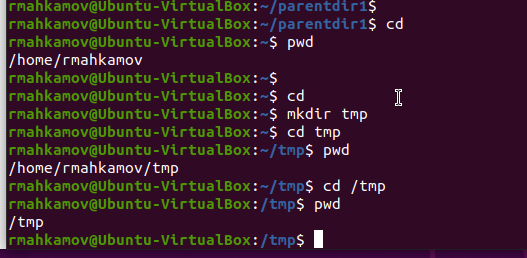 rmahkamov@Ubuntu-VirtualBox:~/parentdir1$
rmahkamov@Ubuntu-VirtualBox:~/parentdir1$ cd
rmahkamov@Ubuntu-VirtualBox:~$ pwd
/home/rmahkamov
rmahkamov@Ubuntu-VirtualBox:~$
rmahkamov@Ubuntu-VirtualBox:~$ cd
rmahkamov@Ubuntu-VirtualBox:~$ mkdir tmp
rmahkamov@Ubuntu-VirtualBox:~$ cd tmp
rmahkamov@Ubuntu-VirtualBox:~/tmp$ pwd
/home/rmahkamov/tmp
rmahkamov@Ubuntu-VirtualBox:~/tmp$ cd /tmp
rmahkamov@Ubuntu-VirtualBox:/tmp$ pwd
/tmp
rmahkamov@Ubuntu-VirtualBox:/tmp$